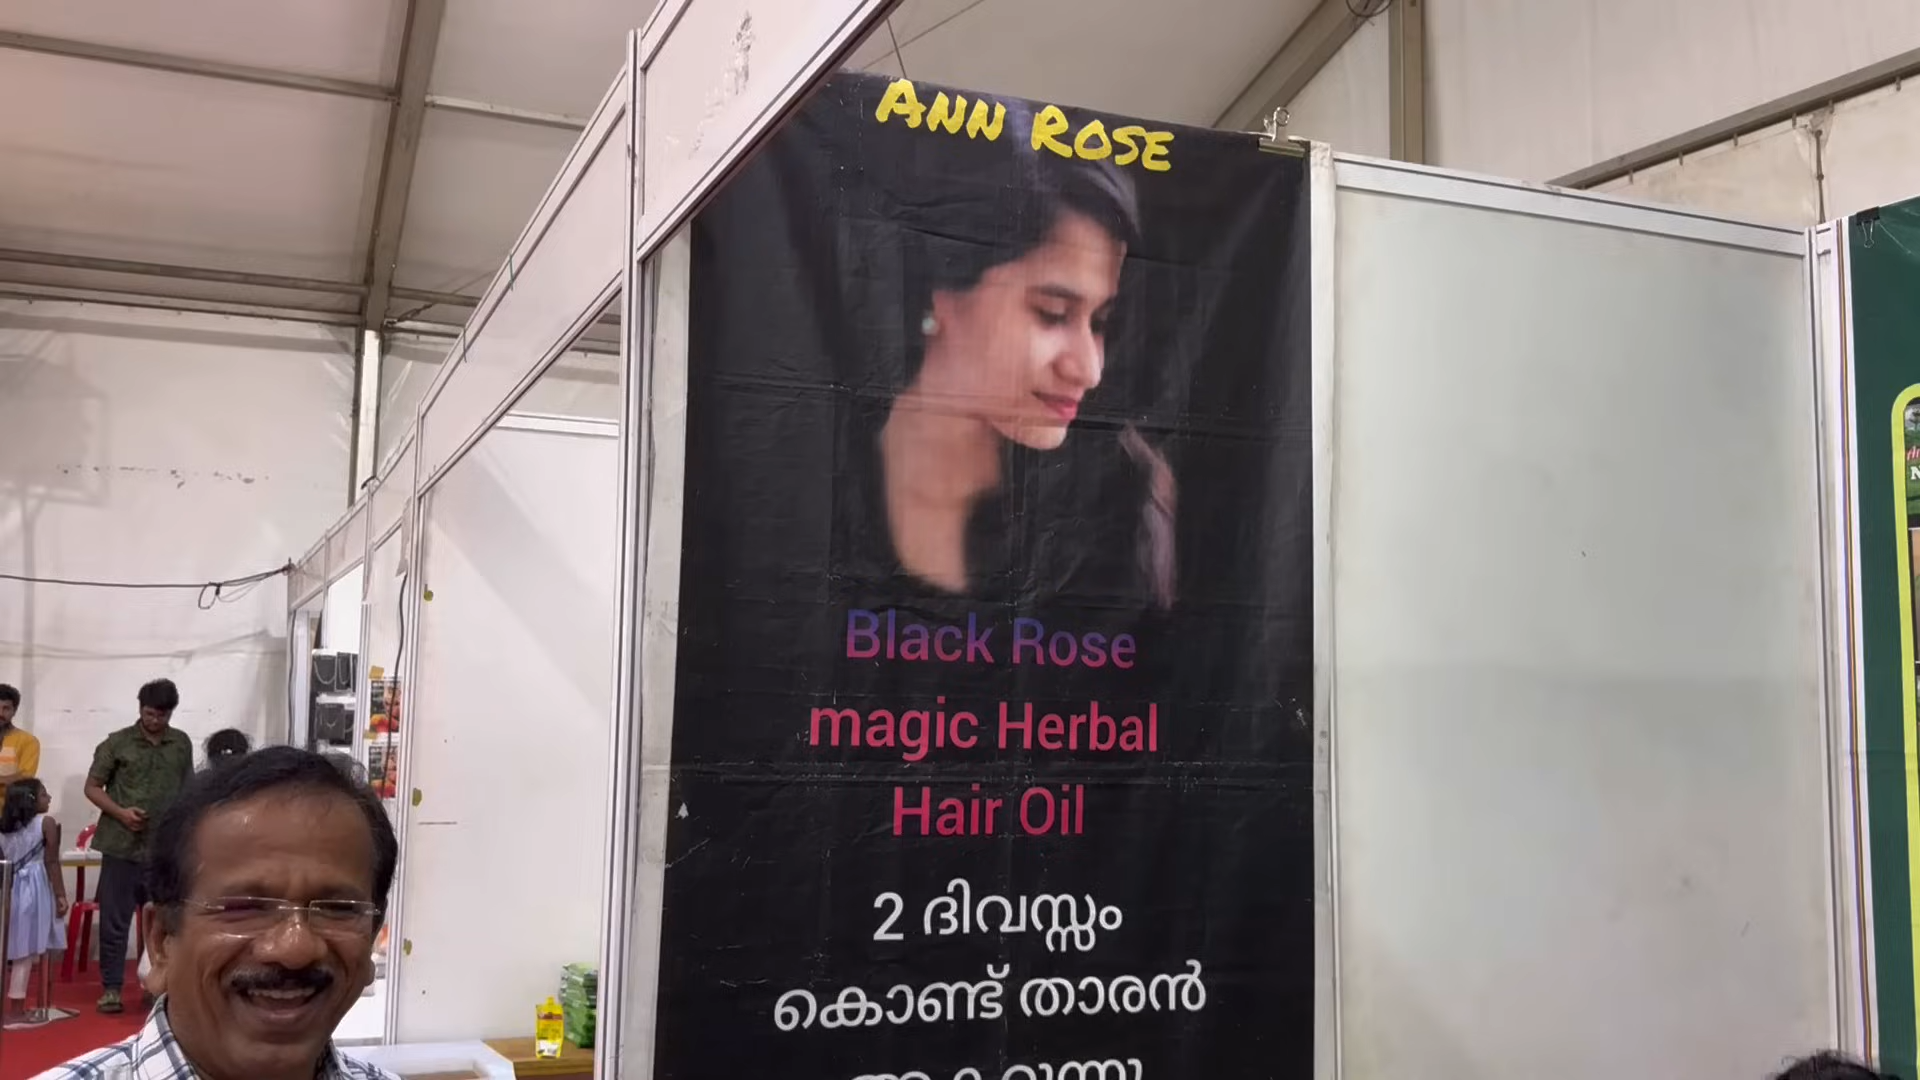 ANN ROSE
Black Rose
magic Herbal
Hair Oil
2 ദിവസ്സം
കൊണ്ട് താരൻ